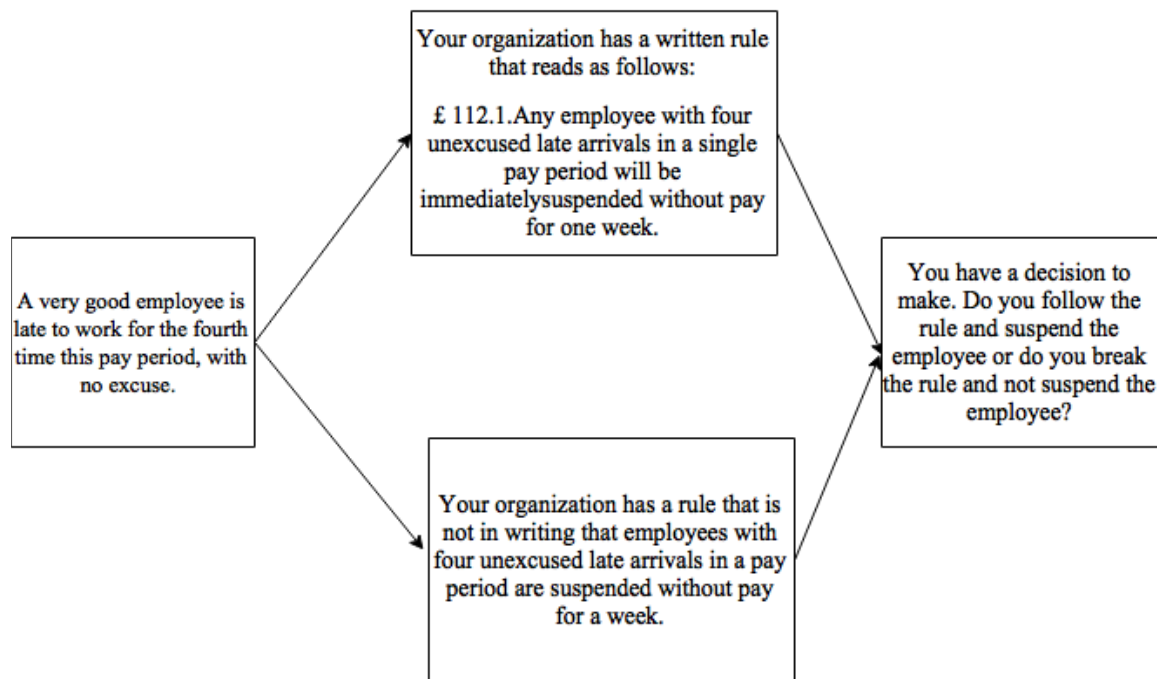 A very good employee is
late to work for the fourth
time this pay period, with
no excuse.
Your organization has a written rule
that reads as follows:
£ 112.1.Any employee with four
unexcused late arrivals in a single
pay period will be
immediatelysuspended without pay
for one week.
Your organization has a rule that is
not in writing that employees with
four unexcused late arrivals in a pay
period are suspended without pay
for a week.
You have a decision to
make. Do you follow the
rule and suspend the
employee or do you break
the rule and not suspend the
employee?